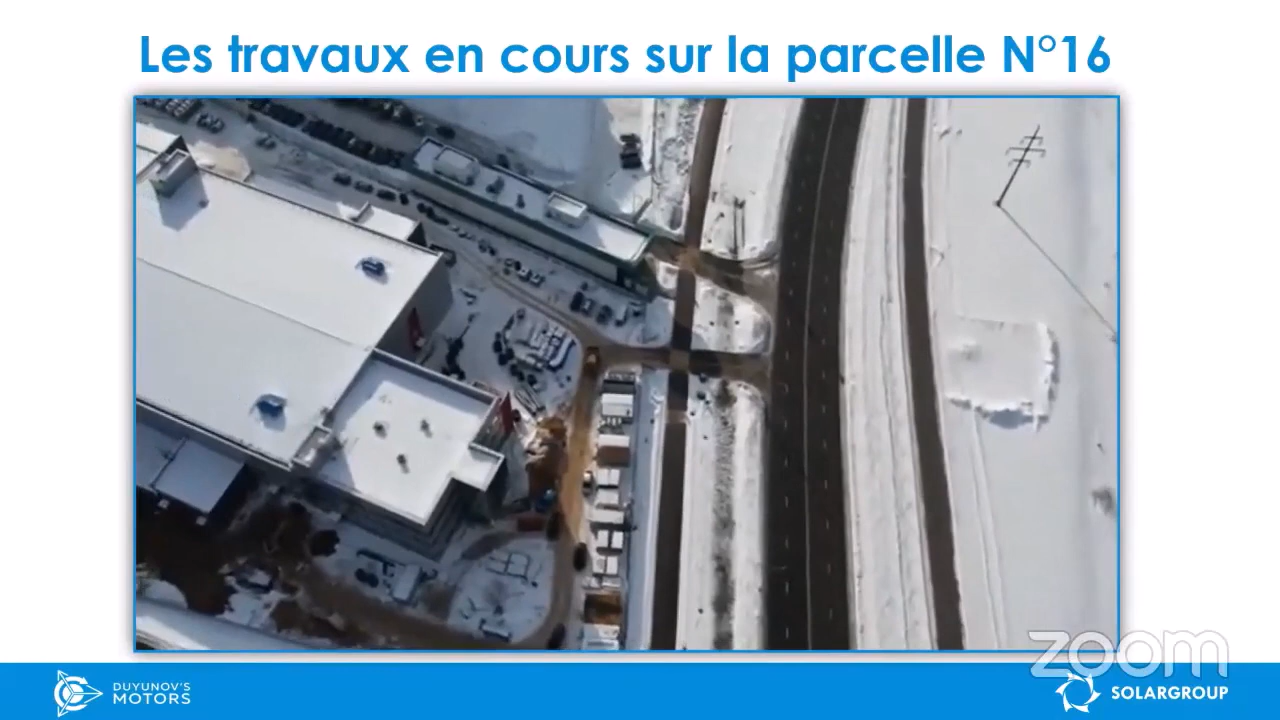 Les travaux en cours sur la parcelle N°16
zoom
DUYUNOV'S
MOTORS
SOLARGROUP